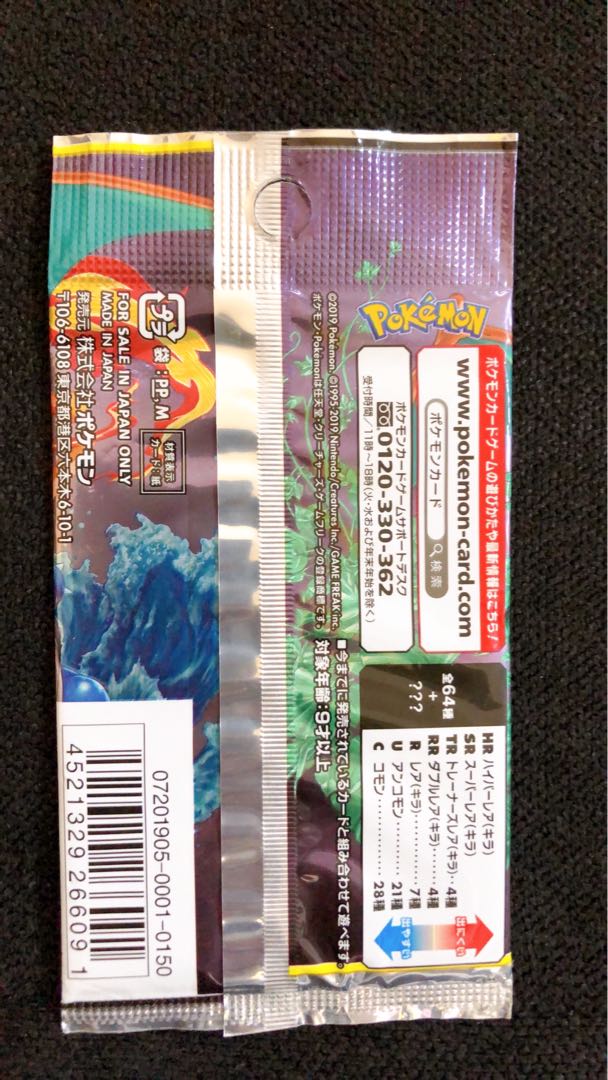 POKÉMON
ポケモンカードゲームの遊びかたや最新情報はこちら!
www.pokemon-card.com
ポケモンカード 検索
ポケモンカードゲームサポートデスク
0120-330-362
受付時間/11時~18時(火・水および年末年始を除く)
©2019 Pokémon. ©1995-2019 Nintendo/Creatures Inc./GAME FREAK inc.
ポケモン・Pokémonは任天堂・クリーチャーズ・ゲームフリークの登録商標です。
全64種
+
???
HR ハイパーレア(キラ)
SR スーパーレア(キラ)
TR トレーナーズレア(キラ)‥4種
RR ダブルレア(キラ)‥‥4種
R レア(キラ)‥‥‥‥‥7種
U アンコモン‥‥‥‥21種
C コモン‥‥‥‥‥‥28種
出にくい
出やすい
■今までに発売されているカードと組み合わせて遊べます。
対象年齢:9才以上
プラ
袋:PP, M
材質表示
カード:紙
FOR SALE IN JAPAN ONLY
MADE IN JAPAN
発売元 株式会社ポケモン
〒106-6108 東京都港区六本木6-10-1
07201905-0001-0150
4 521329 266091